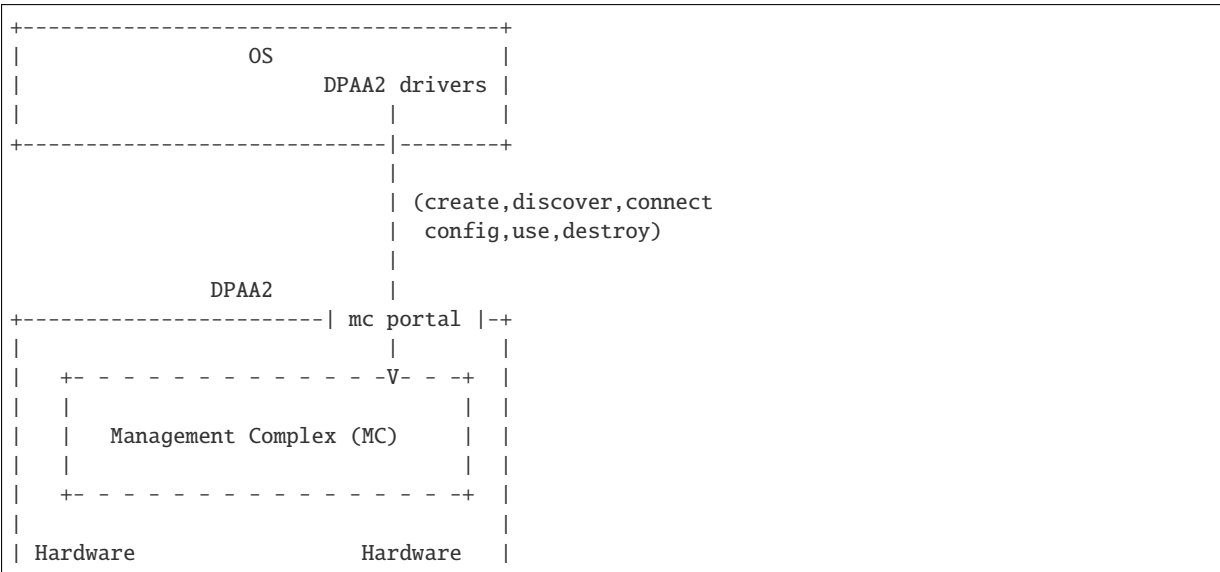 +--------------------------------------+
|                  OS                  |
|                        DPAA2 drivers |
|                             |        |
+-----------------------------|--------+
                              |
                              | (create,discover,connect
                              |  config,use,destroy)
                              |
                DPAA2         |
+------------------------| mc portal |-+
|                             |        |
|   +- - - - - - - - - - - - -V- - -+  |
|   |                               |  |
|   |   Management Complex (MC)     |  |
|   |                               |  |
|   +- - - - - - - - - - - - - - - -+  |
|                                      |
| Hardware                  Hardware   |